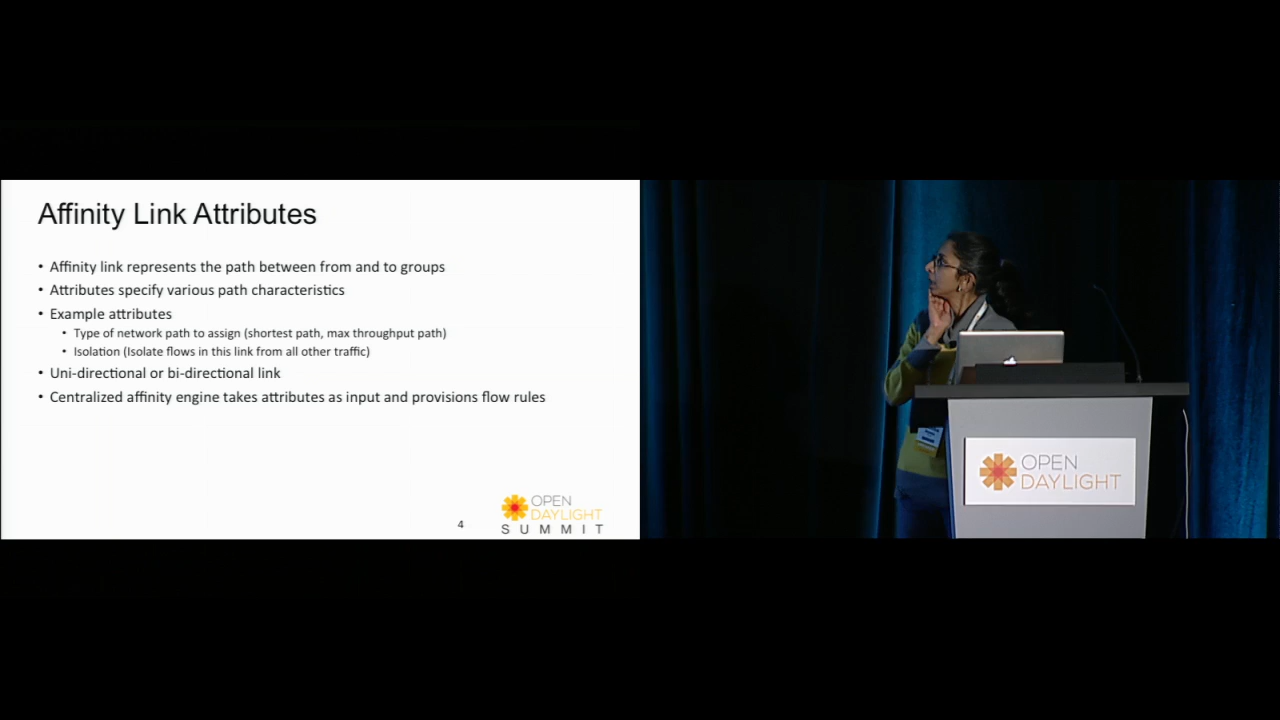 Affinity Link Attributes
• Affinity link represents the path between from and to groups
• Attributes specify various path characteristics
• Example attributes
• Type of network path to assign (shortest path, max throughput path)
• Isolation (Isolate flows in this link from all other traffic)
• Uni-directional or bi-directional link
• Centralized affinity engine takes attributes as input and provisions flow rules
4
OPEN
DAYLIGHT
SUMMIT
OPEN
DAYLIGHT